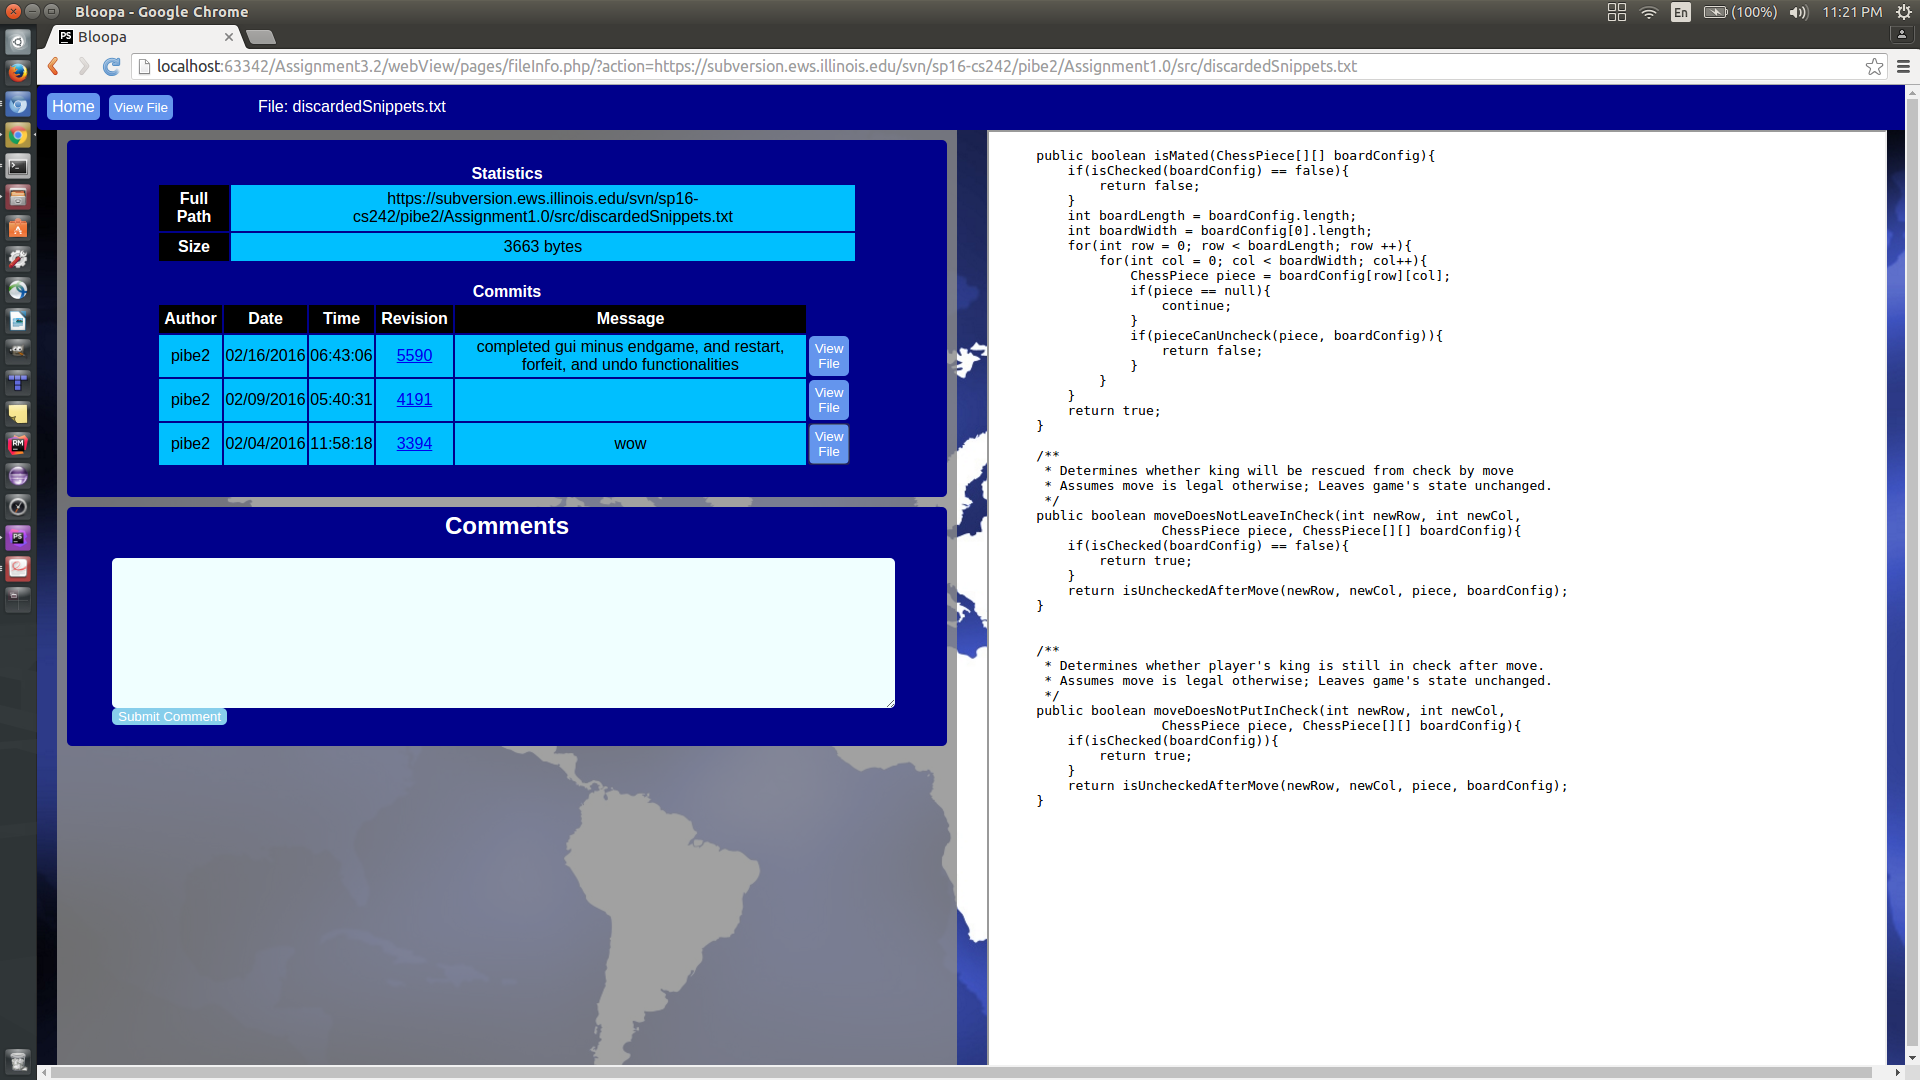 Bloopa - Google Chrome
En
(100%)
11:21 PM
Bloopa
localhost:63342/Assignment3.2/webView/pages/fileInfo.php/?action=https://subversion.ews.illinois.edu/svn/sp16-cs242/pibe2/Assignment1.0/src/discardedSnippets.txt
Home
View File
File: discardedSnippets.txt
Statistics
Full Path
https://subversion.ews.illinois.edu/svn/sp16-
cs242/pibe2/Assignment1.0/src/discardedSnippets.txt
Size
3663 bytes
Commits
Author Date Time Revision Message
pibe2 02/16/2016 06:43:06 5590 completed gui minus endgame, and restart,
forfeit, and undo functionalities
View File
pibe2 02/09/2016 05:40:31 4191
View File
pibe2 02/04/2016 11:58:18 3394 wow
View File
Comments
Submit Comment
public boolean isMated(ChessPiece[][] boardConfig){
    if(isChecked(boardConfig) == false){
        return false;
    }
    int boardLength = boardConfig.length;
    int boardWidth = boardConfig[0].length;
    for(int row = 0; row < boardLength; row ++){
        for(int col = 0; col < boardWidth; col++){
            ChessPiece piece = boardConfig[row][col];
            if(piece == null){
                continue;
            }
            if(pieceCanUncheck(piece, boardConfig)){
                return false;
            }
        }
    }
    return true;
}
/**
 * Determines whether king will be rescued from check by move
 * Assumes move is legal otherwise; Leaves game's state unchanged.
 */
public boolean moveDoesNotLeaveInCheck(int newRow, int newCol,
                ChessPiece piece, ChessPiece[][] boardConfig){
    if(isChecked(boardConfig) == false){
        return true;
    }
    return isUncheckedAfterMove(newRow, newCol, piece, boardConfig);
}
/**
 * Determines whether player's king is still in check after move.
 * Assumes move is legal otherwise; Leaves game's state unchanged.
 */
public boolean moveDoesNotPutInCheck(int newRow, int newCol,
                ChessPiece piece, ChessPiece[][] boardConfig){
    if(isChecked(boardConfig)){
        return true;
    }
    return isUncheckedAfterMove(newRow, newCol, piece, boardConfig);
}